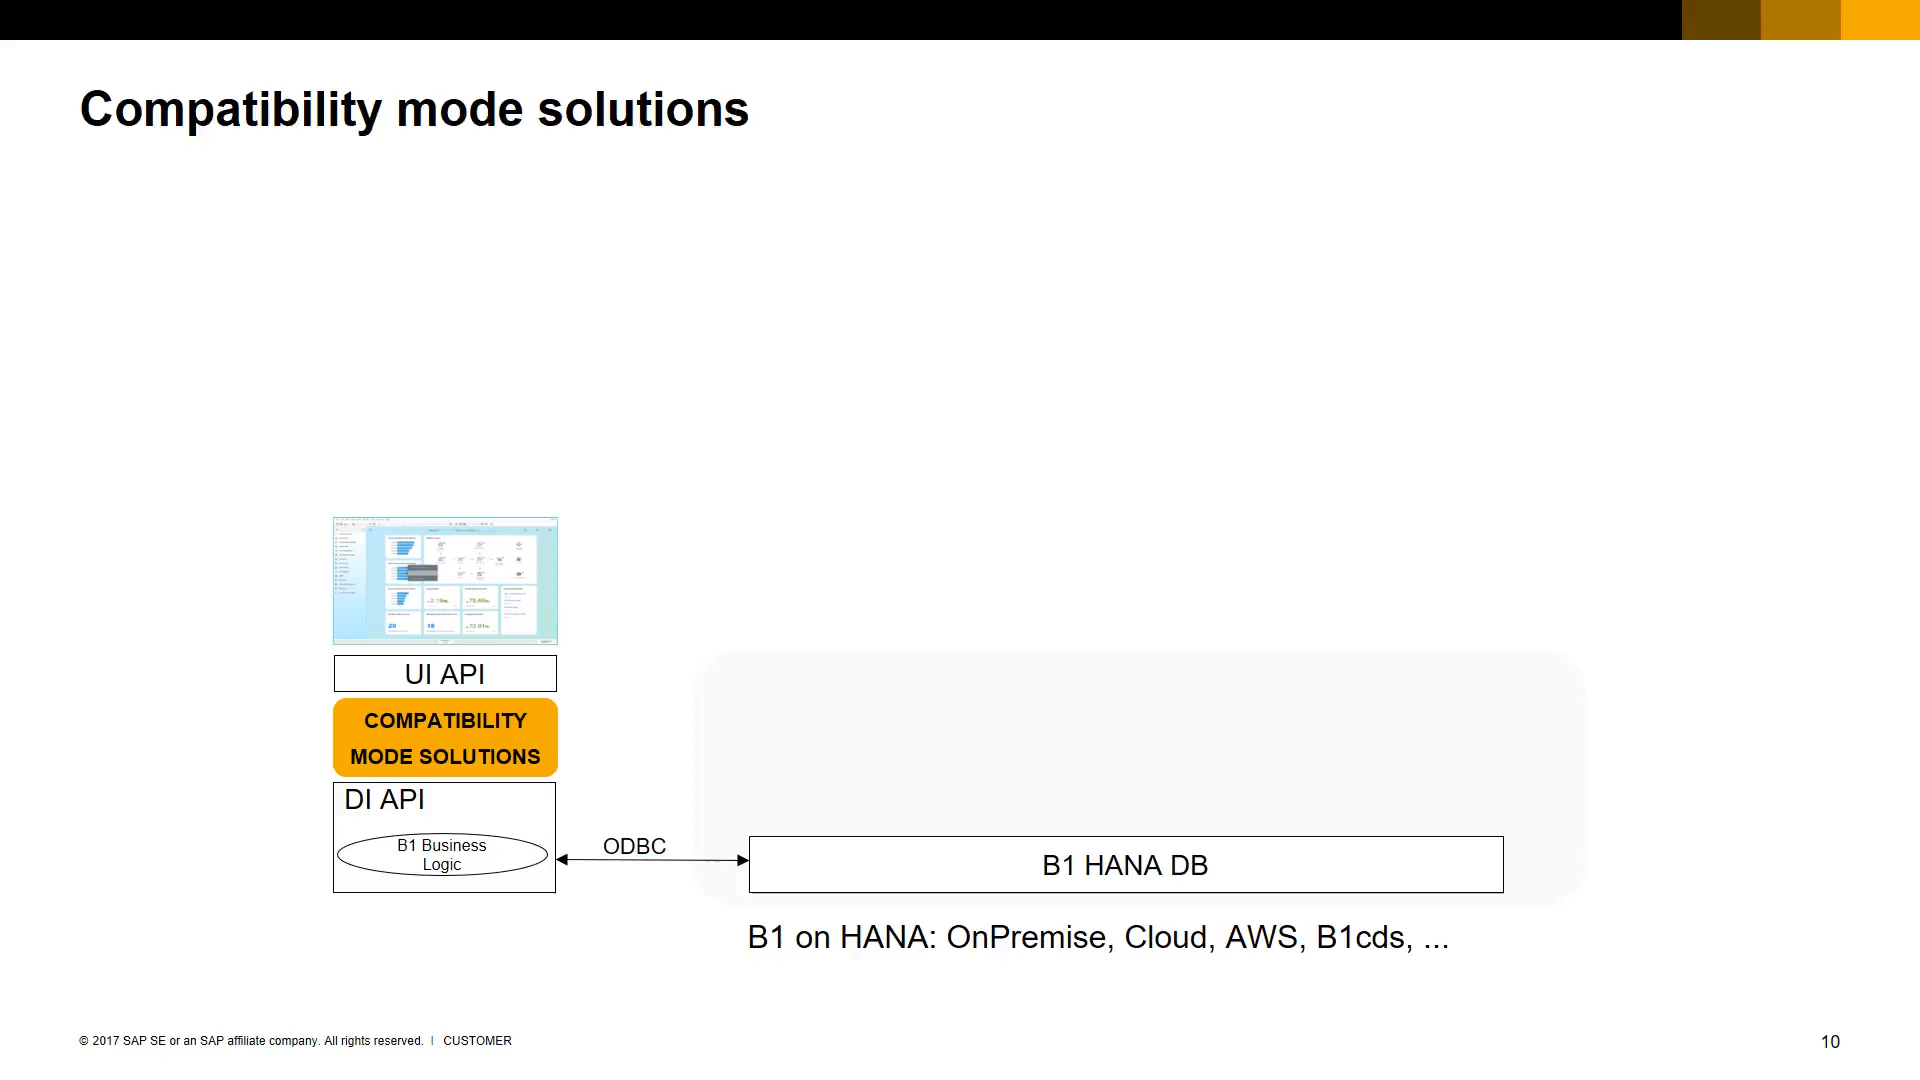 Compatibility mode solutions
UI API
COMPATIBILITY
MODE SOLUTIONS
DI API
B1 Business
Logic
ODBC
B1 HANA DB
B1 on HANA: OnPremise, Cloud, AWS, B1cds, ...
© 2017 SAP SE or an SAP affiliate company. All rights reserved. | CUSTOMER
10